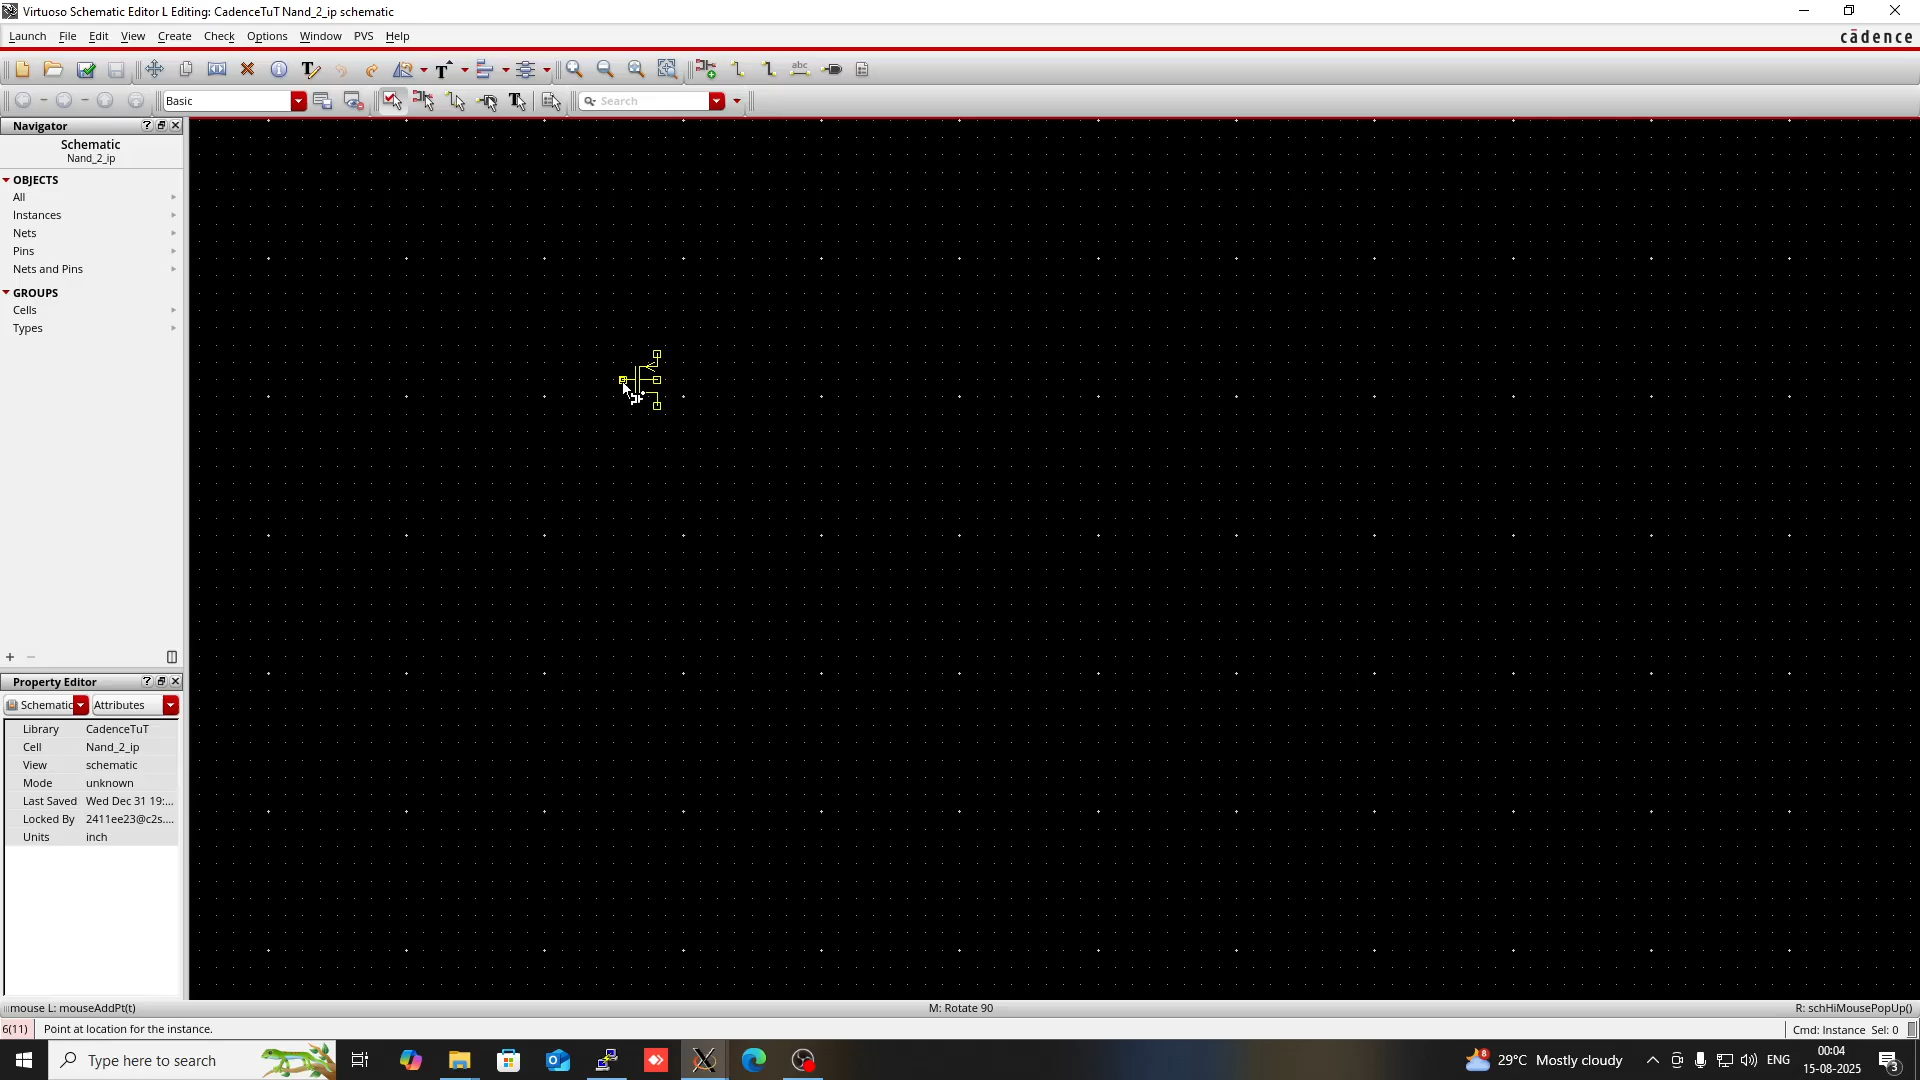 Virtuoso Schematic Editor L Editing: CadenceTuT Nand_2_ip schematic
Launch File Edit View Create Check Options Window PVS Help
cādence
abc
Basic
Search
Navigator
Schematic
Nand_2_ip
OBJECTS
All
Instances
Nets
Pins
Nets and Pins
GROUPS
Cells
Types
Property Editor
Schematic Attributes
Library CadenceTuT
Cell Nand_2_ip
View schematic
Mode unknown
Last Saved Wed Dec 31 19:...
Locked By 2411ee23@c2s....
Units inch
mouse L: mouseAddPt(t) M: Rotate 90 R: schHiMousePopUp()
6(11) Point at location for the instance. Cmd: Instance Sel: 0
Type here to search
8 29°C Mostly cloudy ENG 00:04
15-08-2025 3